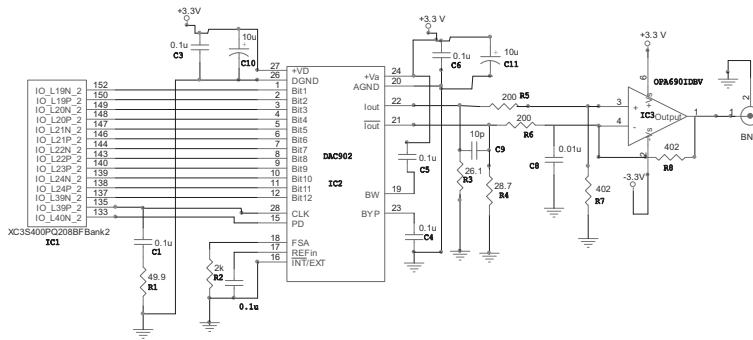 +3.3V
0.1u
C3
10u
C10
+3.3 V
0.1u
C6
10u
C11
+3.3 V
27 +VD
26 DGND
IO_L19N_2 152 1 Bit1
IO_L19P_2 150 2 Bit2
IO_L20N_2 149 3 Bit3
IO_L20P_2 148 4 Bit4
IO_L21N_2 147 5 Bit5
IO_L21P_2 146 6 Bit6
IO_L22N_2 144 7 Bit7
IO_L22P_2 143 8 Bit8
IO_L23P_2 140 9 Bit9
IO_L24N_2 139 10 Bit10
IO_L24P_2 138 11 Bit11
IO_L39N_2 137 12 Bit12
IO_L39P_2 135 28 CLK
IO_L40N_2 133 15 PD
XC3S400PQ208BFBank2
IC1
0.1u
C1
49.9
R1
18 FSA
17 REFin
16 INT/EXT
2k
R2
0.1u
DAC902
IC2
+Va 24
AGND 20
Iout 22
Iout 21
BW 19
BYP 23
0.1u
C5
0.1u
C4
200 R5
200
R6
10p
C9
26.1
R3
28.7
R4
0.01u
C8
402
R7
402
R8
OPA690IDBV
IC3
3 +
4 -
6
+Vs
-Vs
2
Output 1
-3.3V
1
2
BN